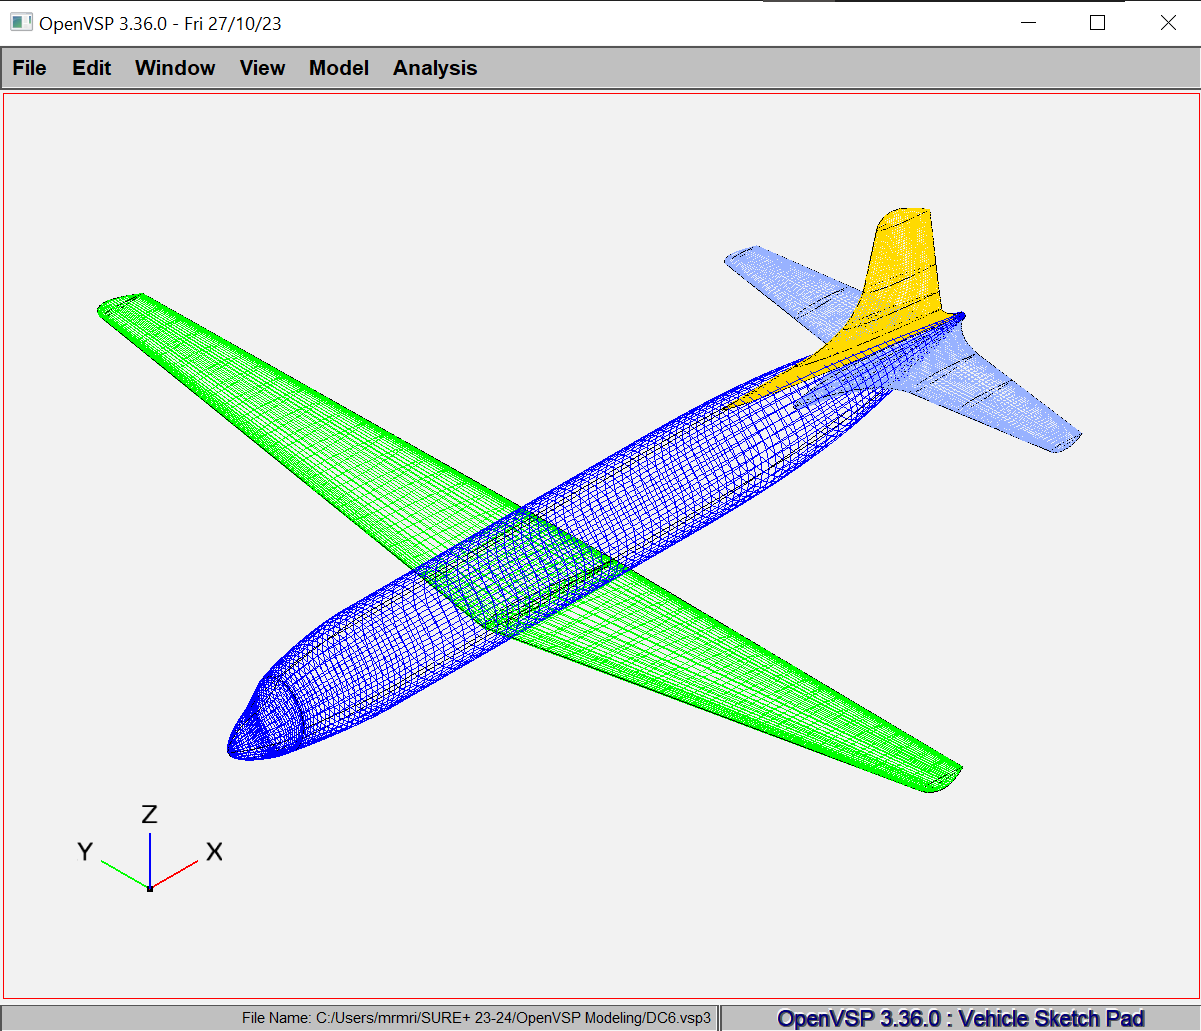 OpenVSP 3.36.0 - Fri 27/10/23
File Edit Window View Model Analysis
Z
Y X
File Name: C:/Users/mrmri/SURE+ 23-24/OpenVSP Modeling/DC6.vsp3
OpenVSP 3.36.0 : Vehicle Sketch Pad